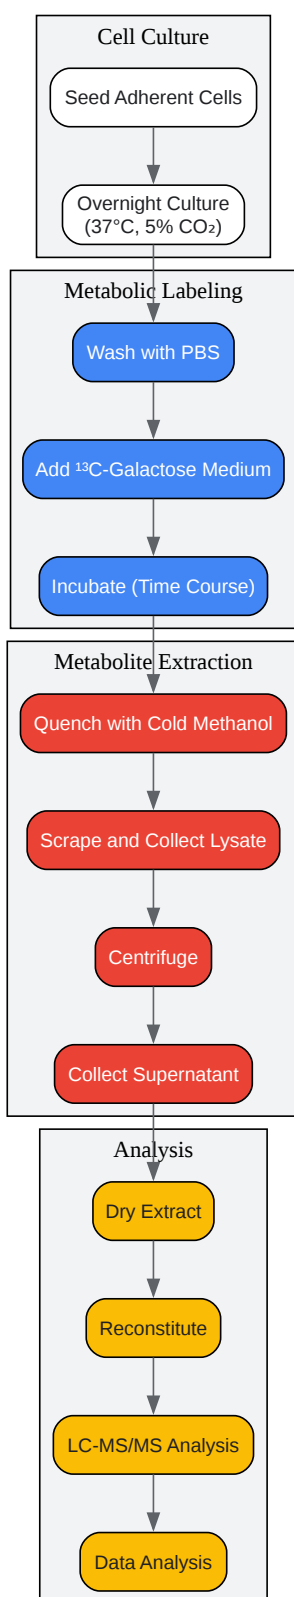 Cell Culture
Seed Adherent Cells
Overnight Culture
(37°C, 5% CO₂)
Metabolic Labeling
Wash with PBS
Add ¹³C-Galactose Medium
Incubate (Time Course)
Metabolite Extraction
Quench with Cold Methanol
Scrape and Collect Lysate
Centrifuge
Collect Supernatant
Analysis
Dry Extract
Reconstitute
LC-MS/MS Analysis
Data Analysis